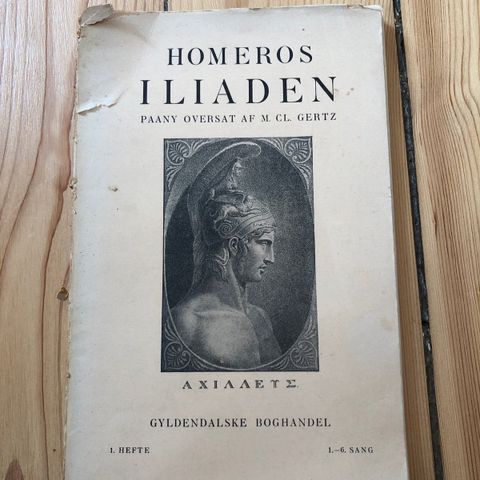 HOMEROS
ILIADEN
PAANY OVERSAT AF M. CL. GERTZ
ΑΧΙΛΛΕΥΣ
GYLDENDALSKE BOGHANDEL
1. HEFTE 1.–6. SANG